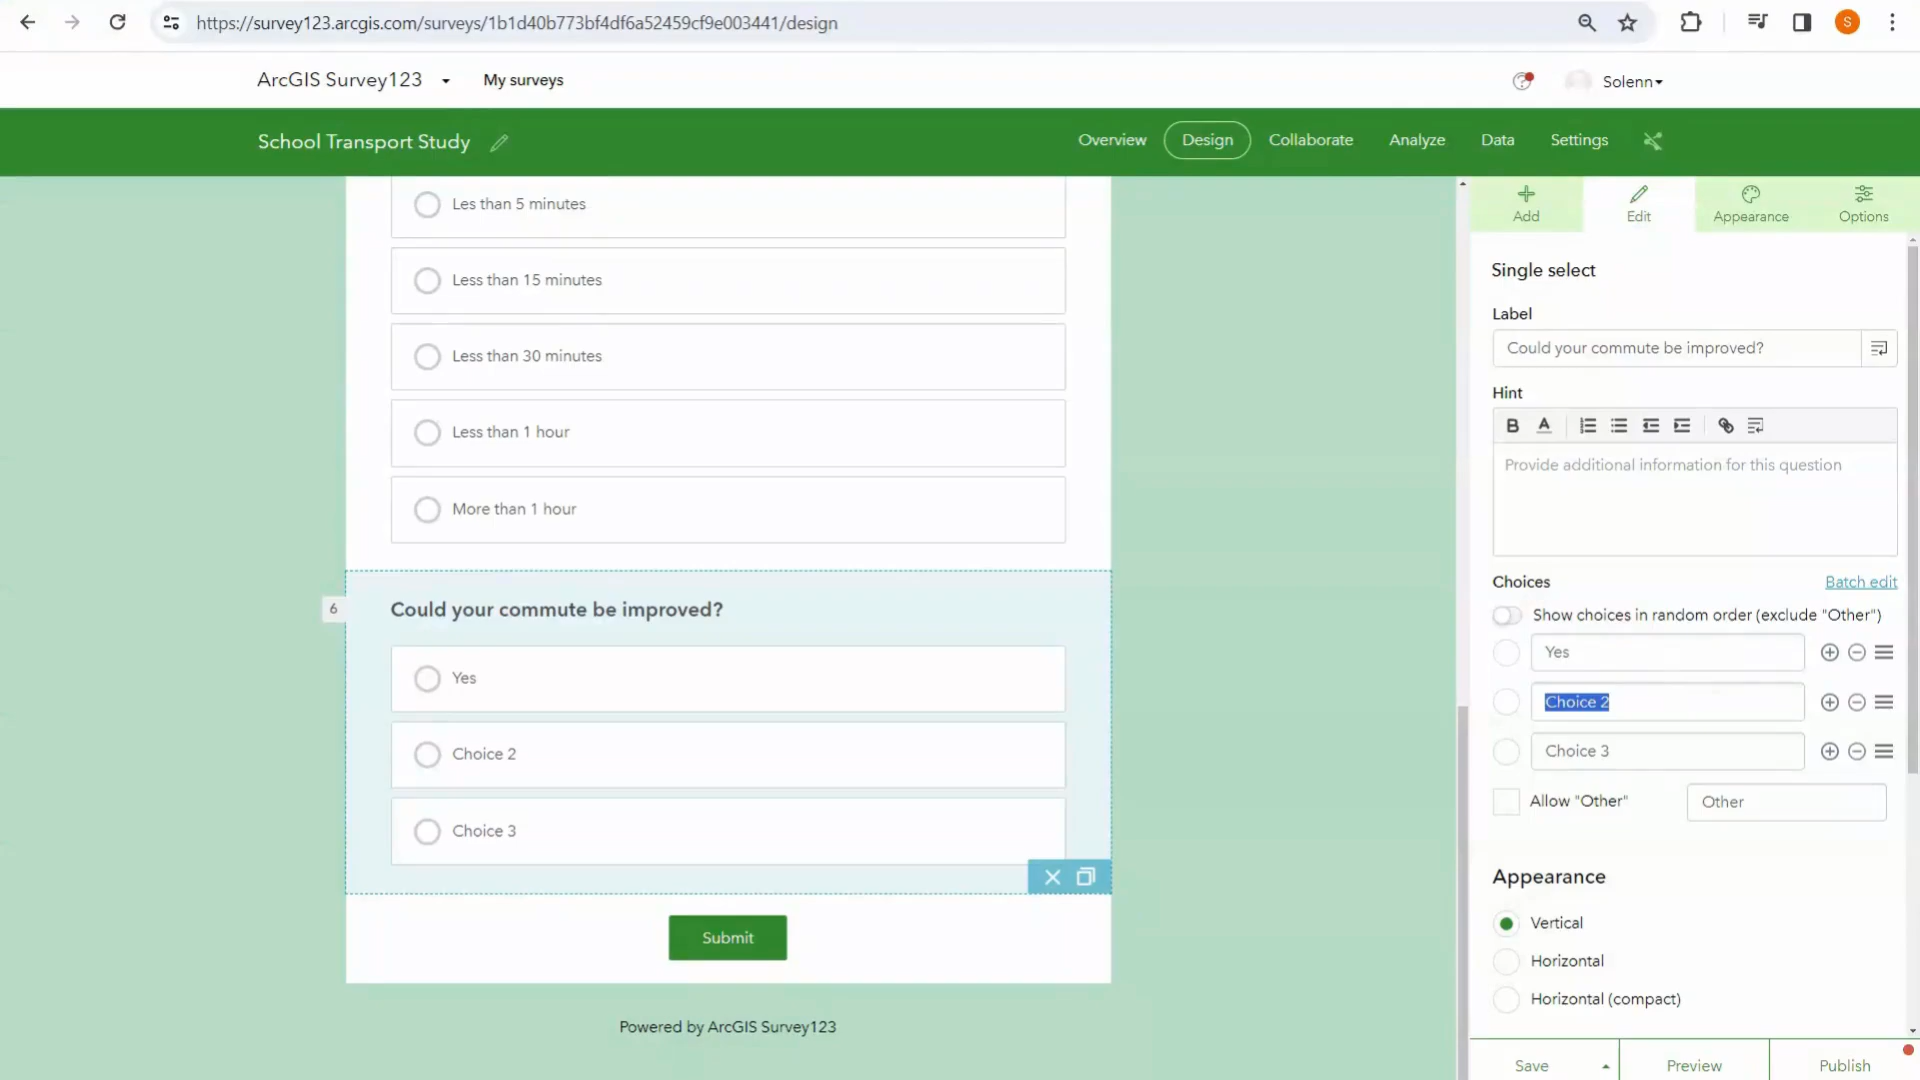 https://survey123.arcgis.com/surveys/1b1d40b773bf4df6a52459cf9e003441/design
S
ArcGIS Survey123
My surveys
Solenn
School Transport Study
Overview
Design
Collaborate
Analyze
Data
Settings
Les than 5 minutes
Less than 15 minutes
Less than 30 minutes
Less than 1 hour
More than 1 hour
6
Could your commute be improved?
Yes
Choice 2
Choice 3
Submit
Powered by ArcGIS Survey123
Add
Edit
Appearance
Options
Single select
Label
Could your commute be improved?
Hint
B A
Provide additional information for this question
Choices
Batch edit
Show choices in random order (exclude "Other")
Yes
Choice 2
Choice 3
Allow "Other"
Other
Appearance
Vertical
Horizontal
Horizontal (compact)
Save
Preview
Publish